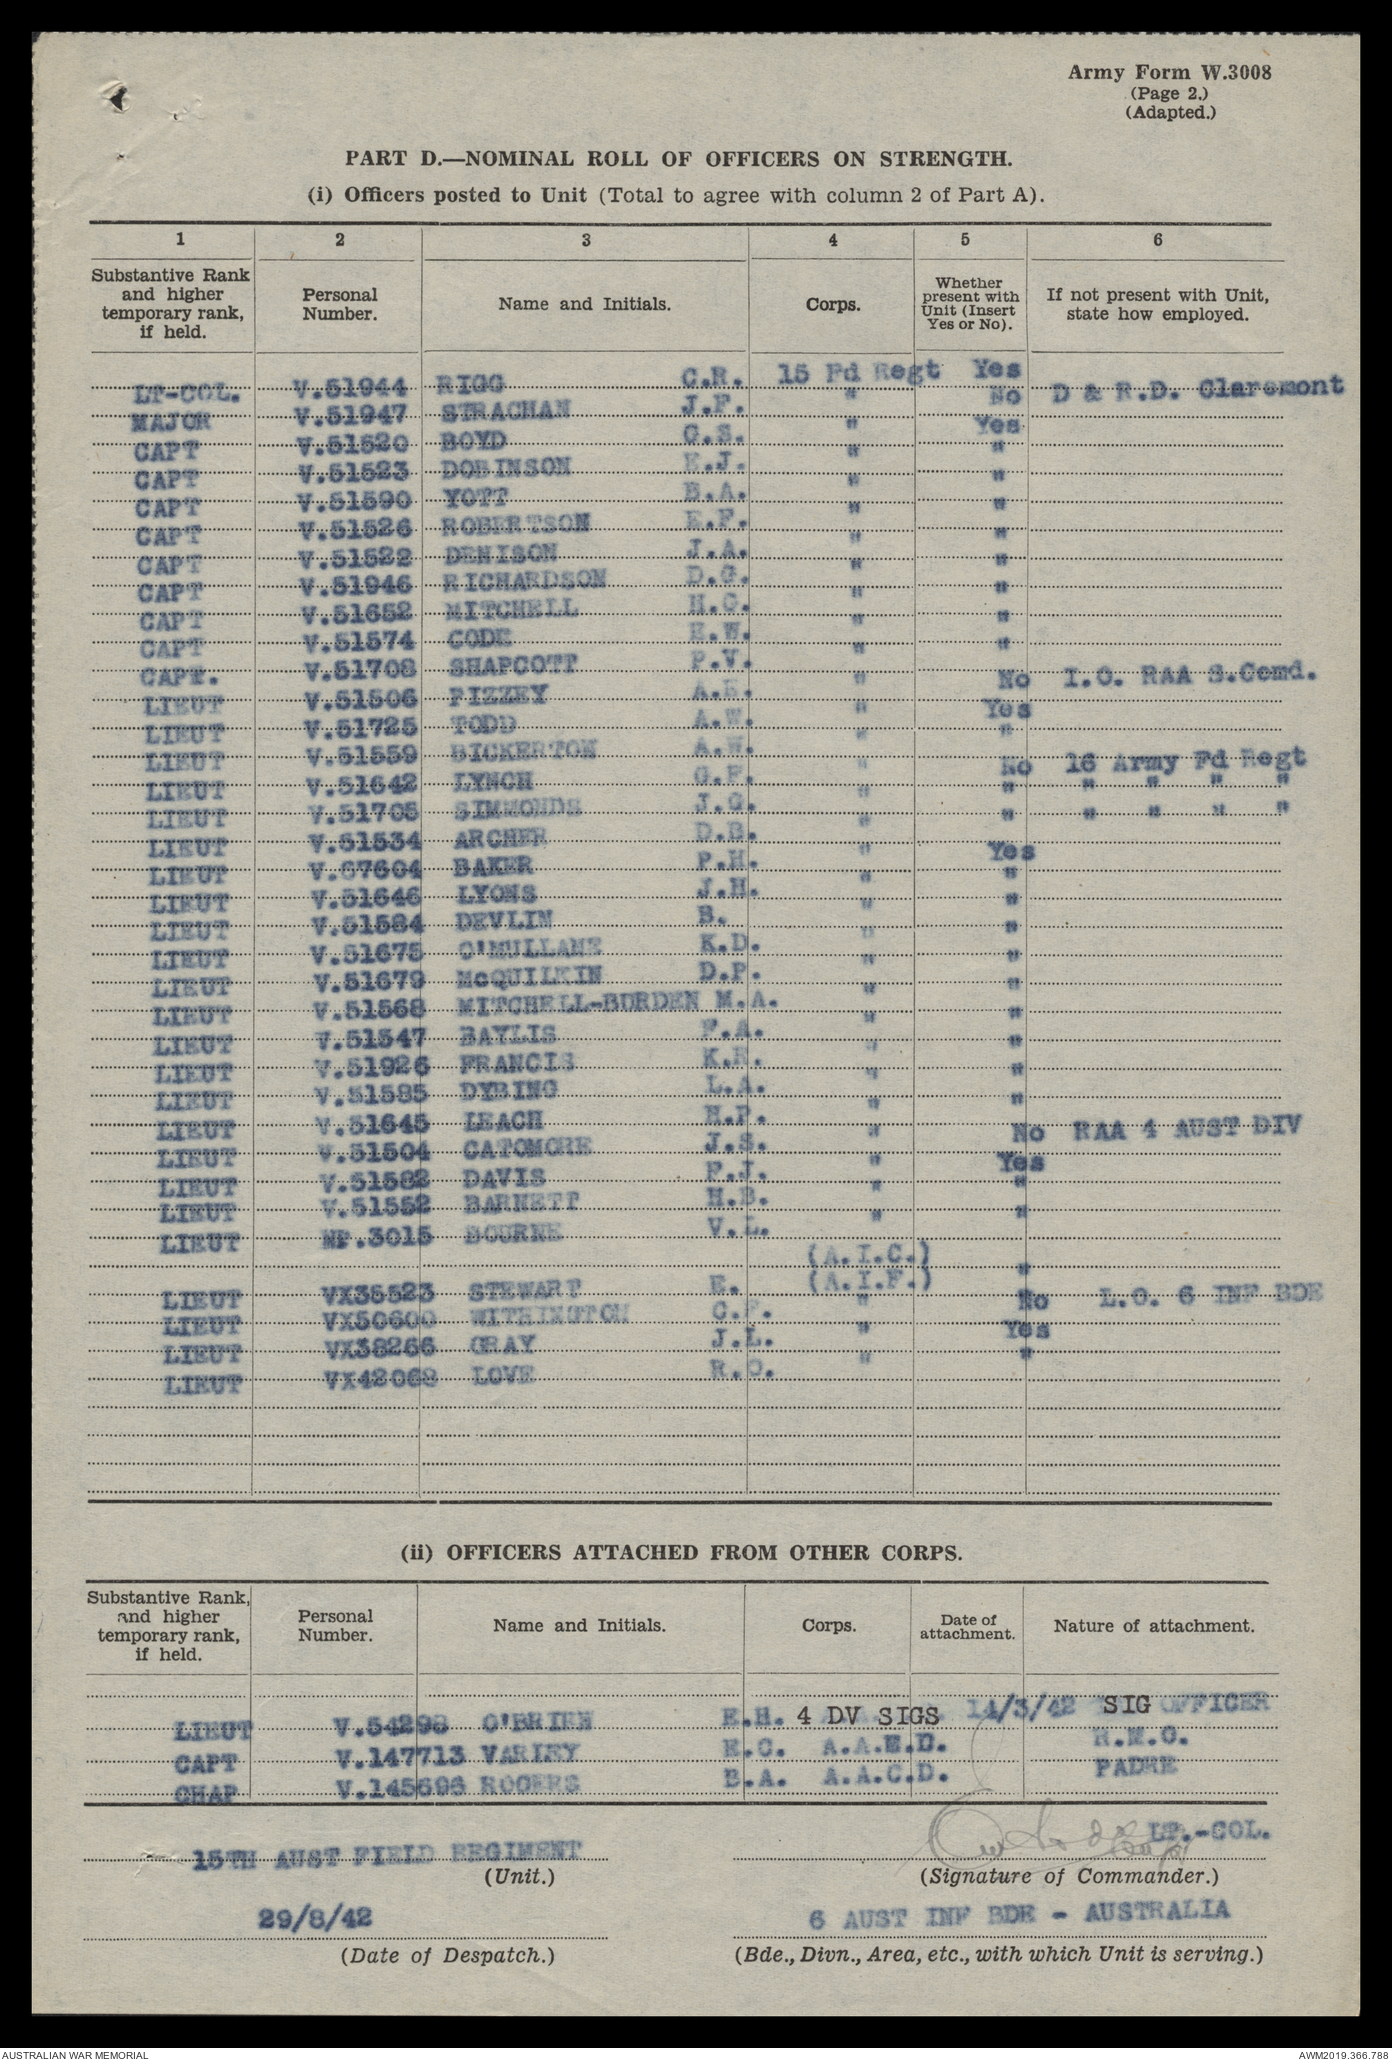 Army Form W.3008
(Page 2.)
(Adapted.)
PART D.—NOMINAL ROLL OF OFFICERS ON STRENGTH.
(i) Officers posted to Unit (Total to agree with column 2 of Part A).
1 2 3 4 5 6
Substantive Rank and higher temporary rank, if held. Personal Number. Name and Initials. Corps. Whether present with Unit (Insert Yes or No). If not present with Unit, state how employed.
LT-COL. V.51944 RIGG C.R. 15 Fd Regt Yes
MAJOR V.51947 STRACHAN J.F. " No D & R.D. Claremont
CAPT V.51520 BOYD G.S. " Yes
CAPT V.51523 DOBINSON E.J. " "
CAPT V.51590 YOTT B.A. " "
CAPT V.51526 ROBERTSON E.F. " "
CAPT V.51522 DENISON J.A. " "
CAPT V.51946 RICHARDSON D.G. " "
CAPT V.51652 MITCHELL H.G. " "
CAPT V.51574 CODE H.W. " "
CAPT. V.51708 SHAPCOTT P.V. " "
LIEUT V.51506 FIZZEY A.E. " No I.O. RAA S.Comd.
LIEUT V.51725 TODD A.W. " Yes
LIEUT V.51559 BICKERTON A.W. " "
LIEUT V.51642 LYNCH G.F. " No 16 Army Fd Regt
LIEUT V.51705 SIMMONDS J.G. " " " " " "
LIEUT V.51534 ARCHER D.B. " " " " " "
LIEUT V.67604 BAKER P.H. " Yes
LIEUT V.51646 LYONS J.H. " "
LIEUT V.51584 DEVLIN B. " "
LIEUT V.51675 O'MULLANE K.D. " "
LIEUT V.51679 McQUILKIN D.P. " "
LIEUT V.51568 MITCHELL-BURDEN M.A. " "
LIEUT V.51547 BAYLIS F.A. " "
LIEUT V.51926 FRANCIS K.R. " "
LIEUT V.51585 DYBING L.A. " "
LIEUT V.51645 LEACH H.P. " "
LIEUT V.51504 CATOMORE J.S. " No RAA 4 AUST DIV
LIEUT V.51582 DAVIS F.J. " Yes
LIEUT V.51552 BARNETT H.B. " "
LIEUT NP.3015 BOURNE V.L. " "
(A.I.C.)
LIEUT VX35523 STEWART E. (A.I.F.) "
LIEUT VX50600 WITHINGTON C.F. " No L.O. 6 INF BDE
LIEUT VX38266 GRAY J.L. " Yes
LIEUT VX42068 LOVE R.O. " "
(ii) OFFICERS ATTACHED FROM OTHER CORPS.
Substantive Rank, and higher temporary rank, if held. Personal Number. Name and Initials. Corps. Date of attachment. Nature of attachment.
LIEUT V.54298 O'BRIEN E.H. 4 DV SIGS 14/3/42 SIG OFFICER
CAPT V.147713 VARLEY E.C. A.A.M.D. R.M.O.
CHAP V.145696 ROGERS B.A. A.A.C.D. PADRE
15TH AUST FIELD REGIMENT
(Unit.)
LT.-COL.
(Signature of Commander.)
29/8/42
(Date of Despatch.)
6 AUST INF BDE - AUSTRALIA
(Bde., Divn., Area, etc., with which Unit is serving.)
AUSTRALIAN WAR MEMORIAL
AWM2019.366.788